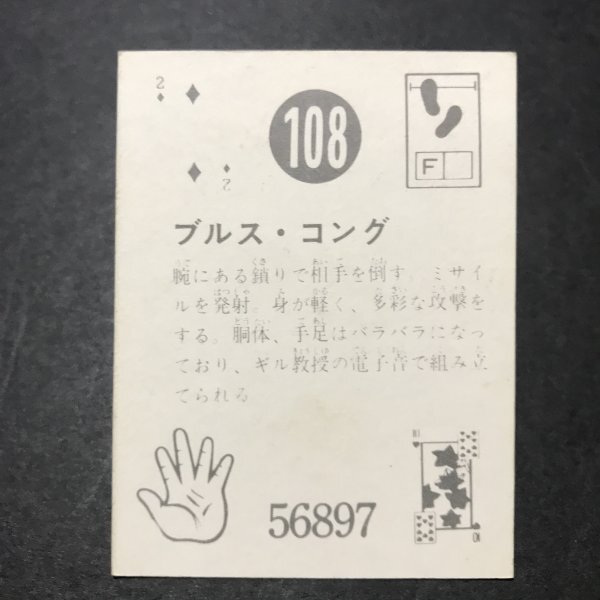 2
108
F
2
ブルス・コング
腕にある鎖りで相手を倒す。ミサイ
ルを発射。身が軽く、多彩な攻撃を
する。胴体、手足はバラバラになっ
ており、ギル教授の電子笛で組み立
てられる
56897